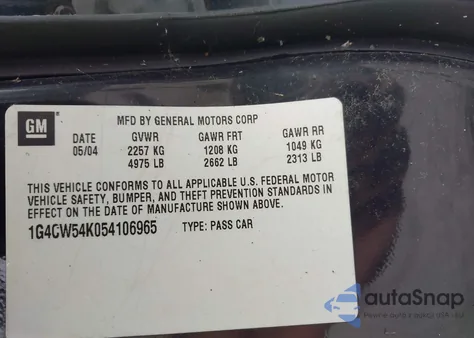 GM
MFD BY GENERAL MOTORS CORP
DATE GVWR GAWR FRT GAWR RR
05/04 2257 KG 1208 KG 1049 KG
4975 LB 2662 LB 2313 LB
THIS VEHICLE CONFORMS TO ALL APPLICABLE U.S. FEDERAL MOTOR
VEHICLE SAFETY, BUMPER, AND THEFT PREVENTION STANDARDS IN
EFFECT ON THE DATE OF MANUFACTURE SHOWN ABOVE.
1G4CW54K054106965 TYPE: PASS CAR
autaSnap